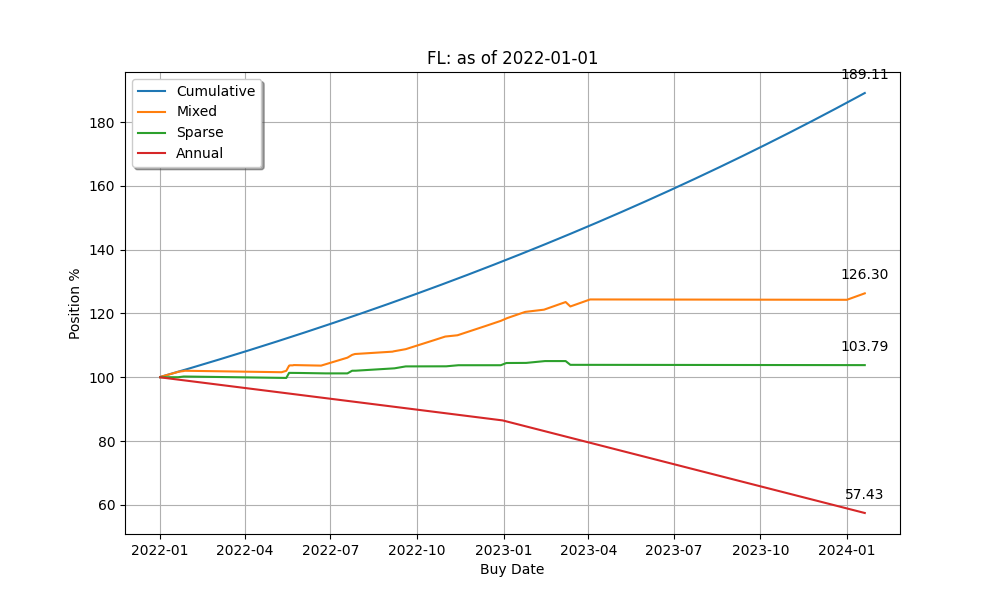 FL: as of 2022-01-01
Cumulative
Mixed
Sparse
Annual
189.11
126.30
103.79
57.43
180
160
140
120
100
80
60
Position %
2022-01 2022-04 2022-07 2022-10 2023-01 2023-04 2023-07 2023-10 2024-01
Buy Date